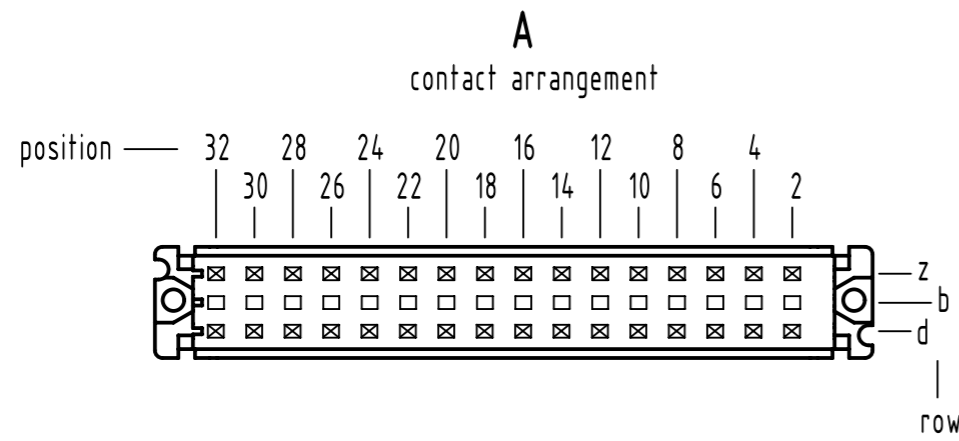 A
contact arrangement
position 32 28 24 20 16 12 8 4
30 26 22 18 14 10 6 2
z
b
d
row